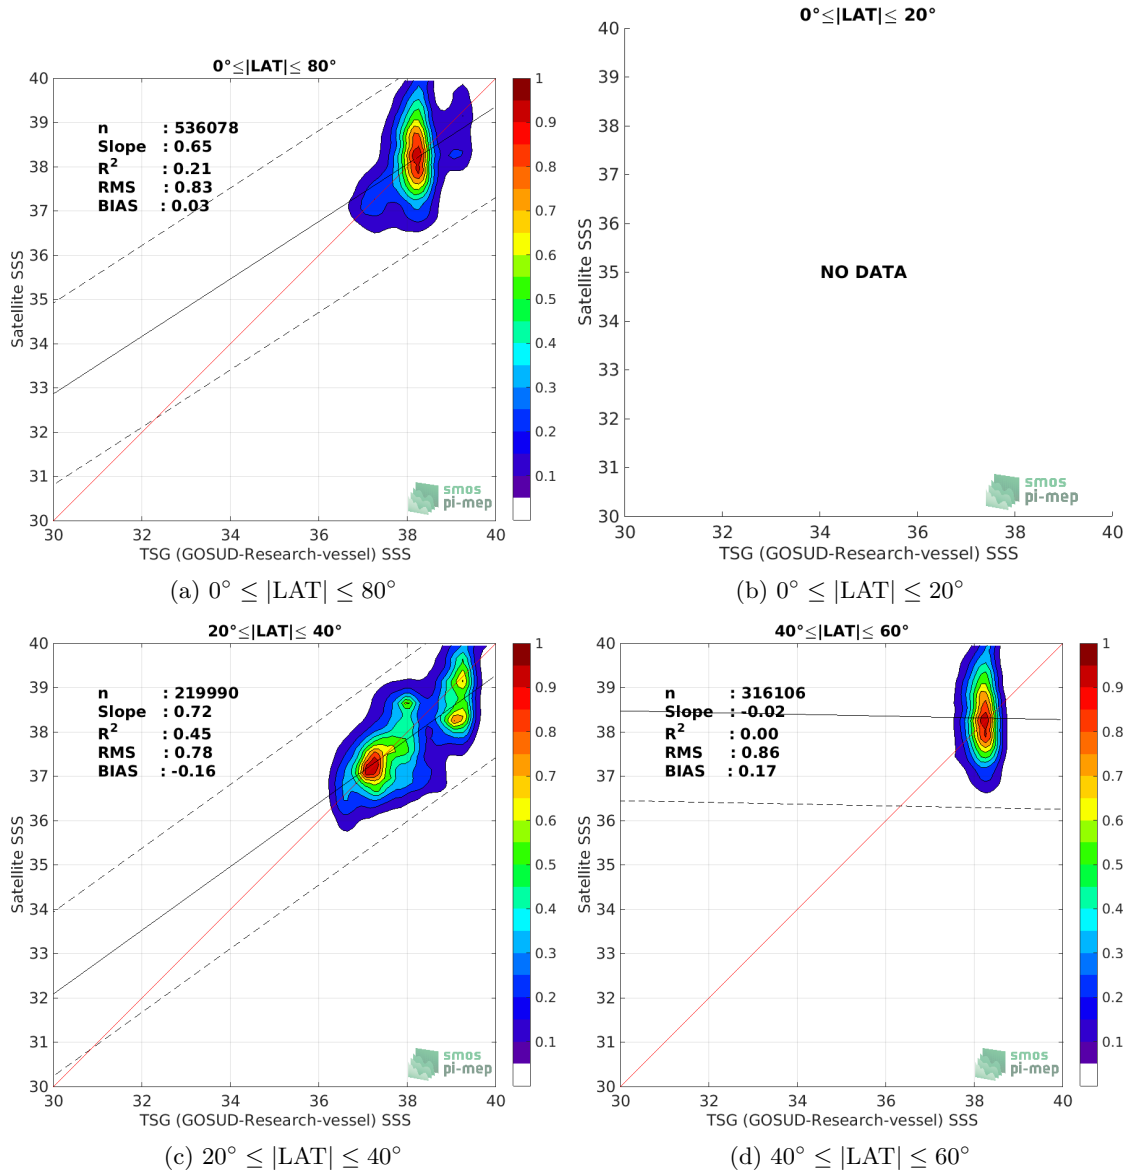 0°≤|LAT|≤ 80°
n : 536078
Slope : 0.65
R² : 0.21
RMS : 0.83
BIAS : 0.03
Satellite SSS
40
39
38
37
36
35
34
33
32
31
30
30 32 34 36 38 40
TSG (GOSUD-Research-vessel) SSS
1
0.9
0.8
0.7
0.6
0.5
0.4
0.3
0.2
0.1
smos
pi-mep
(a) 0° ≤ |LAT| ≤ 80°
0°≤|LAT|≤ 20°
NO DATA
Satellite SSS
40
39
38
37
36
35
34
33
32
31
30
30 32 34 36 38 40
TSG (GOSUD-Research-vessel) SSS
smos
pi-mep
(b) 0° ≤ |LAT| ≤ 20°
20°≤|LAT|≤ 40°
n : 219990
Slope : 0.72
R² : 0.45
RMS : 0.78
BIAS : -0.16
Satellite SSS
40
39
38
37
36
35
34
33
32
31
30
30 32 34 36 38 40
TSG (GOSUD-Research-vessel) SSS
1
0.9
0.8
0.7
0.6
0.5
0.4
0.3
0.2
0.1
smos
pi-mep
(c) 20° ≤ |LAT| ≤ 40°
40°≤|LAT|≤ 60°
n : 316106
Slope : -0.02
R² : 0.00
RMS : 0.86
BIAS : 0.17
Satellite SSS
40
39
38
37
36
35
34
33
32
31
30
30 32 34 36 38 40
TSG (GOSUD-Research-vessel) SSS
1
0.9
0.8
0.7
0.6
0.5
0.4
0.3
0.2
0.1
smos
pi-mep
(d) 40° ≤ |LAT| ≤ 60°